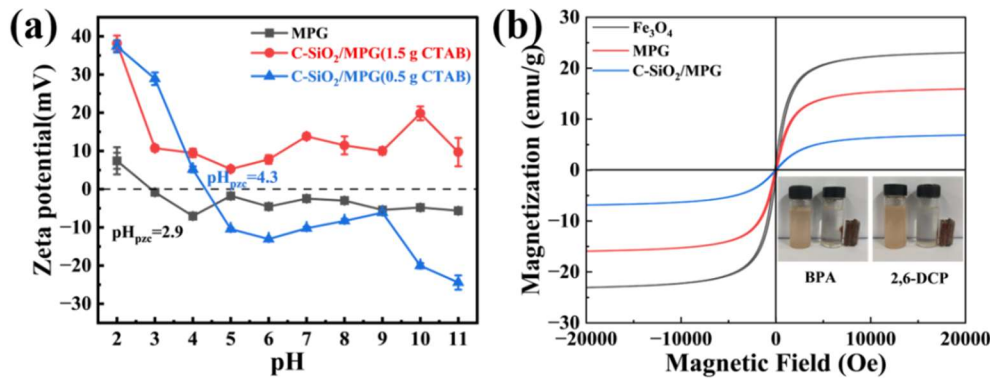 (a)
MPG
C-SiO₂/MPG(1.5 g CTAB)
C-SiO₂/MPG(0.5 g CTAB)
Zeta potential(mV)
40
30
20
10
0
−10
−20
−30
pHpzc=4.3
pHpzc=2.9
2 3 4 5 6 7 8 9 10 11
pH
(b)
Fe₃O₄
MPG
C-SiO₂/MPG
Magnetization (emu/g)
30
20
10
0
−10
−20
−30
BPA
2,6-DCP
−20000 −10000 0 10000 20000
Magnetic Field (Oe)